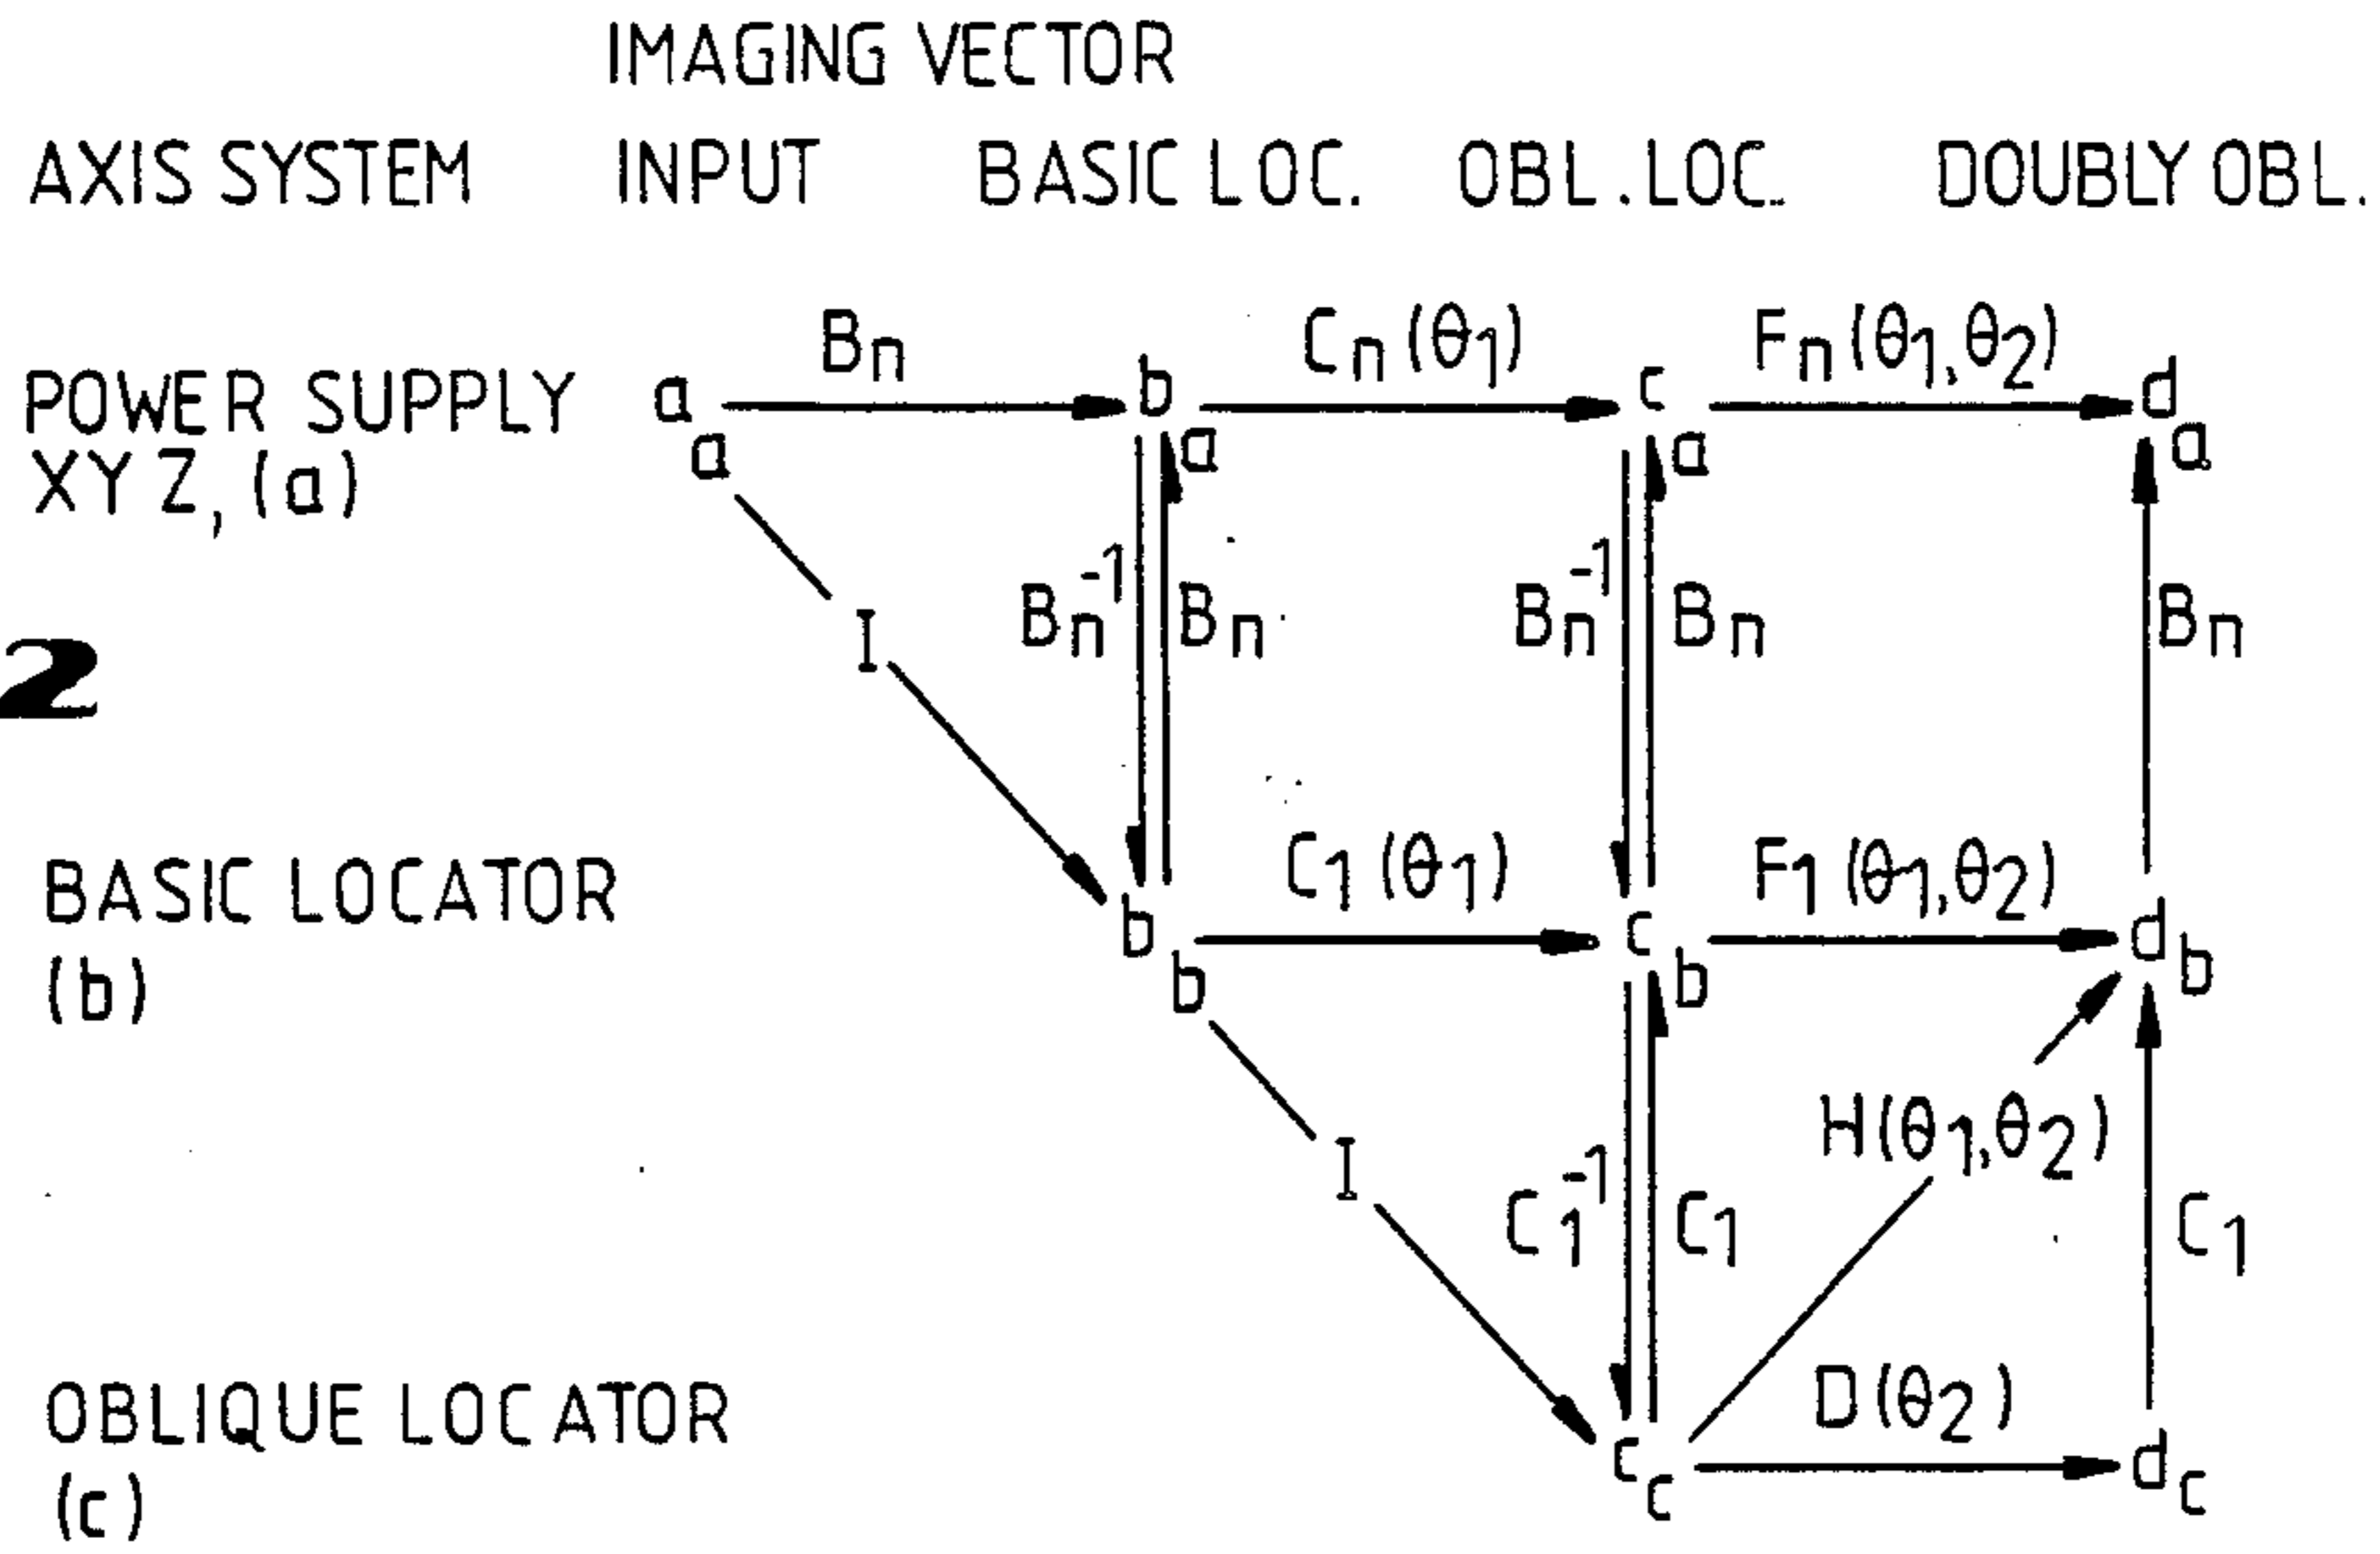 IMAGING VECTOR
AXIS SYSTEM INPUT BASIC LOC. OBL. LOC. DOUBLY OBL.
Bn Cn(θ1) Fn(θ1,θ2)
POWER SUPPLY a a b a c a d a
XYZ,(a)
I Bn-1 Bn Bn-1 Bn Bn
2
C1(θ1) F1(θ1,θ2)
BASIC LOCATOR b b c b d b
(b)
H(θ1,θ2)
I C1-1 C1 C1
D(θ2)
OBLIQUE LOCATOR c c d c
(c)